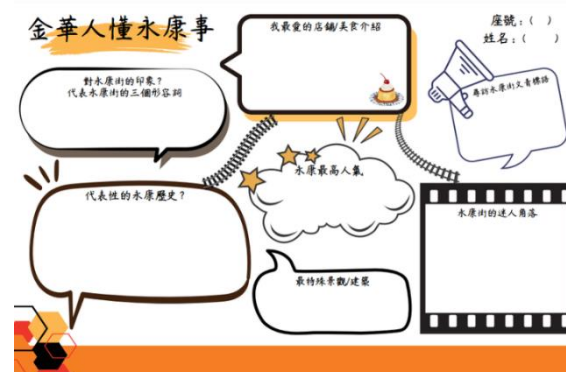 金華人懂永康事
我最愛的店鋪/美食介紹
座號：（　）
姓名：（　　）
對永康街的印象？
代表永康街的三個形容詞
尋訪永康街文青標語
永康最高人氣
代表性的永康歷史？
永康街的迷人角落
最特殊景觀/建築